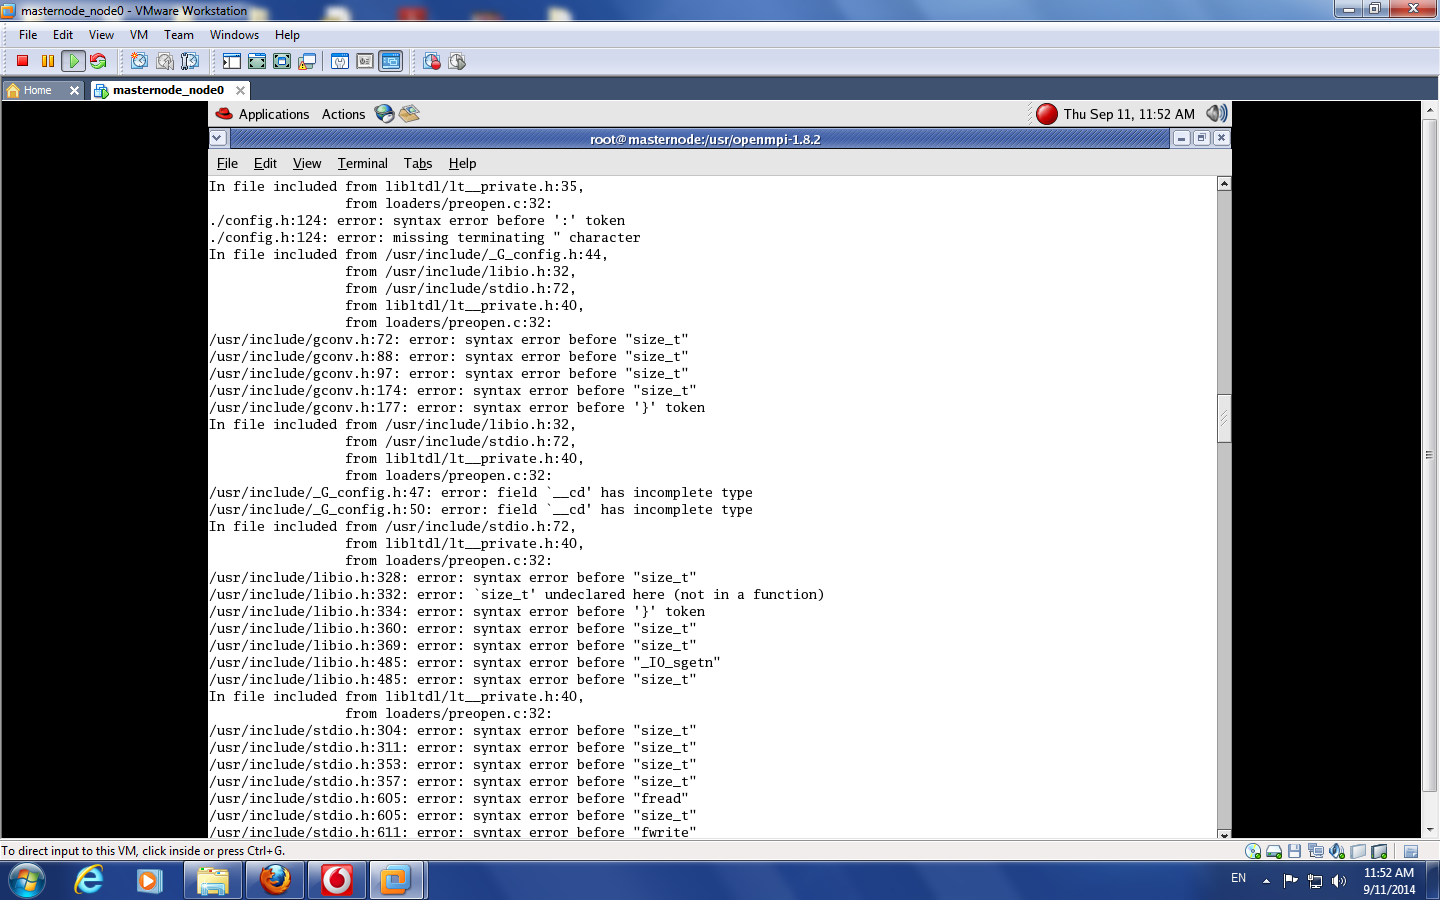 masternode_node0 - VMware Workstation
File Edit View VM Team Windows Help
Home masternode_node0
Applications Actions Thu Sep 11, 11:52 AM
root@masternode:/usr/openmpi-1.8.2
File Edit View Terminal Tabs Help
In file included from libltdl/lt__private.h:35,
from loaders/preopen.c:32:
./config.h:124: error: syntax error before ':' token
./config.h:124: error: missing terminating " character
In file included from /usr/include/_G_config.h:44,
from /usr/include/libio.h:32,
from /usr/include/stdio.h:72,
from libltdl/lt__private.h:40,
from loaders/preopen.c:32:
/usr/include/gconv.h:72: error: syntax error before "size_t"
/usr/include/gconv.h:88: error: syntax error before "size_t"
/usr/include/gconv.h:97: error: syntax error before "size_t"
/usr/include/gconv.h:174: error: syntax error before "size_t"
/usr/include/gconv.h:177: error: syntax error before '}' token
In file included from /usr/include/libio.h:32,
from /usr/include/stdio.h:72,
from libltdl/lt__private.h:40,
from loaders/preopen.c:32:
/usr/include/_G_config.h:47: error: field `__cd' has incomplete type
/usr/include/_G_config.h:50: error: field `__cd' has incomplete type
In file included from /usr/include/stdio.h:72,
from libltdl/lt__private.h:40,
from loaders/preopen.c:32:
/usr/include/libio.h:328: error: syntax error before "size_t"
/usr/include/libio.h:332: error: `size_t' undeclared here (not in a function)
/usr/include/libio.h:334: error: syntax error before '}' token
/usr/include/libio.h:360: error: syntax error before "size_t"
/usr/include/libio.h:369: error: syntax error before "size_t"
/usr/include/libio.h:485: error: syntax error before "_IO_sgetn"
/usr/include/libio.h:485: error: syntax error before "size_t"
In file included from libltdl/lt__private.h:40,
from loaders/preopen.c:32:
/usr/include/stdio.h:304: error: syntax error before "size_t"
/usr/include/stdio.h:311: error: syntax error before "size_t"
/usr/include/stdio.h:353: error: syntax error before "size_t"
/usr/include/stdio.h:357: error: syntax error before "size_t"
/usr/include/stdio.h:605: error: syntax error before "fread"
/usr/include/stdio.h:605: error: syntax error before "size_t"
/usr/include/stdio.h:611: error: syntax error before "fwrite"
To direct input to this VM, click inside or press Ctrl+G.
EN 11:52 AM
9/11/2014